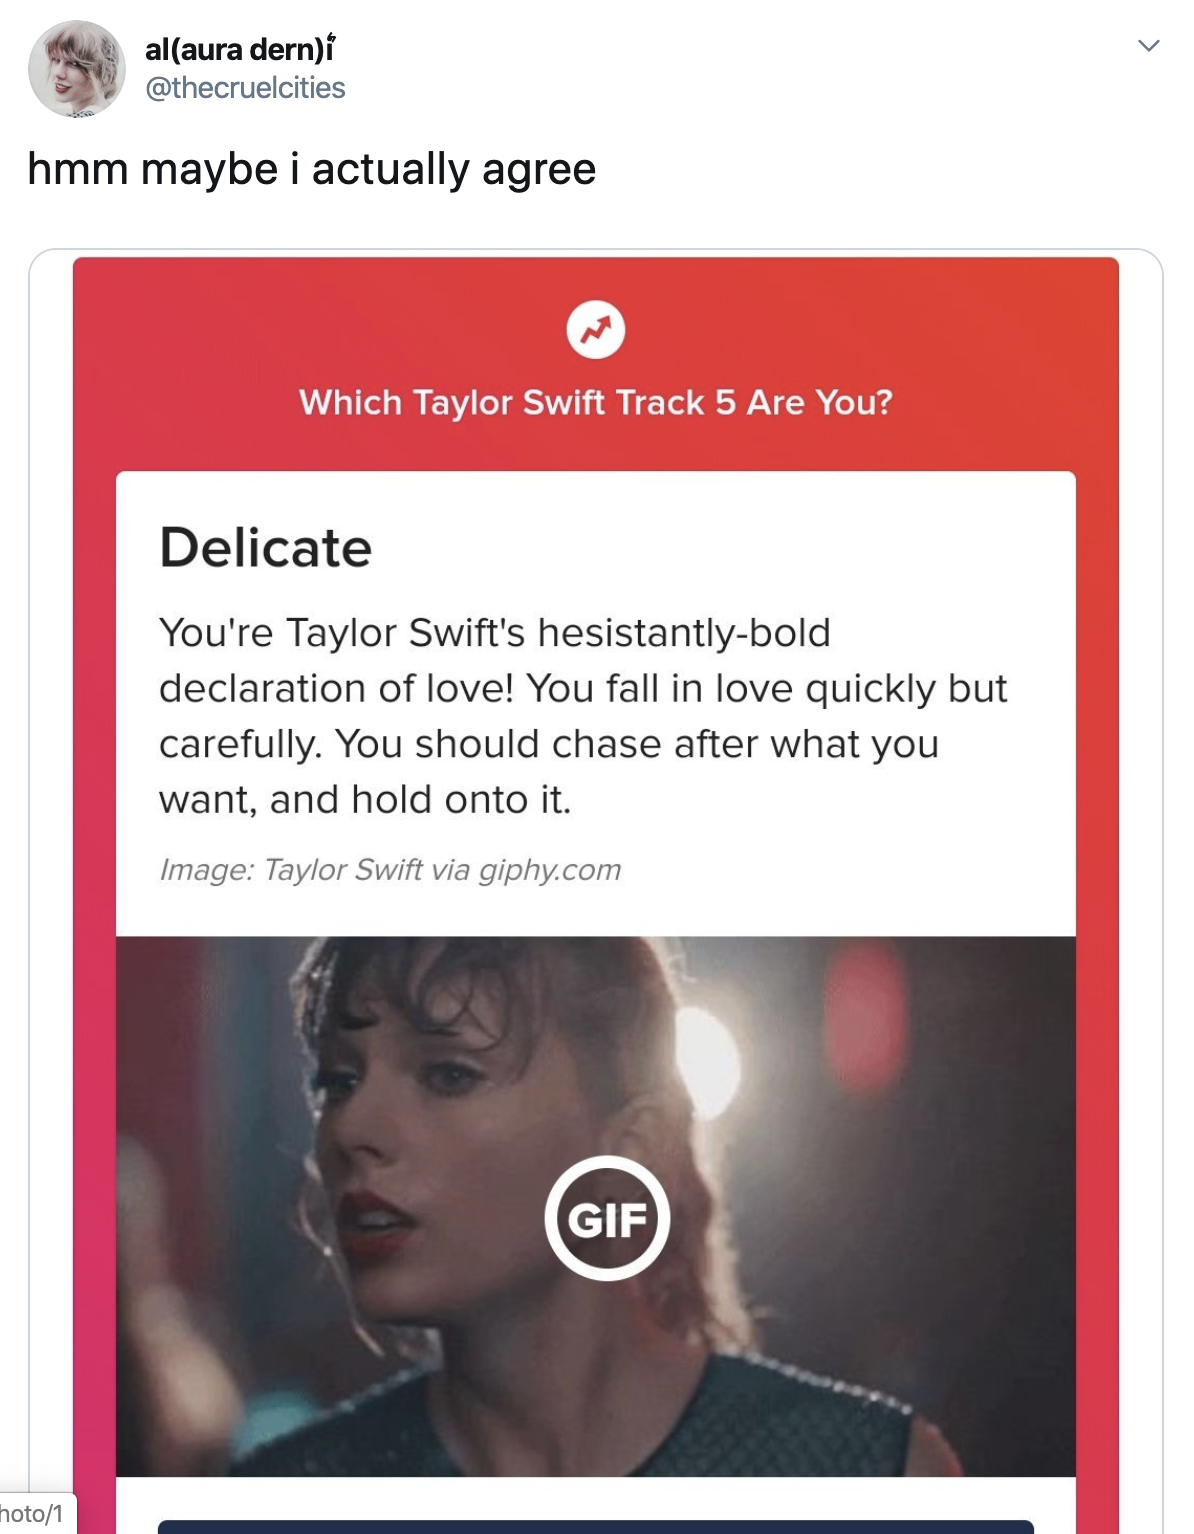 al(aura dern)í
@thecruelcities
hmm maybe i actually agree
Which Taylor Swift Track 5 Are You?
Delicate
You're Taylor Swift's hesistantly-bold
declaration of love! You fall in love quickly but
carefully. You should chase after what you
want, and hold onto it.
Image: Taylor Swift via giphy.com
GIF
hoto/1